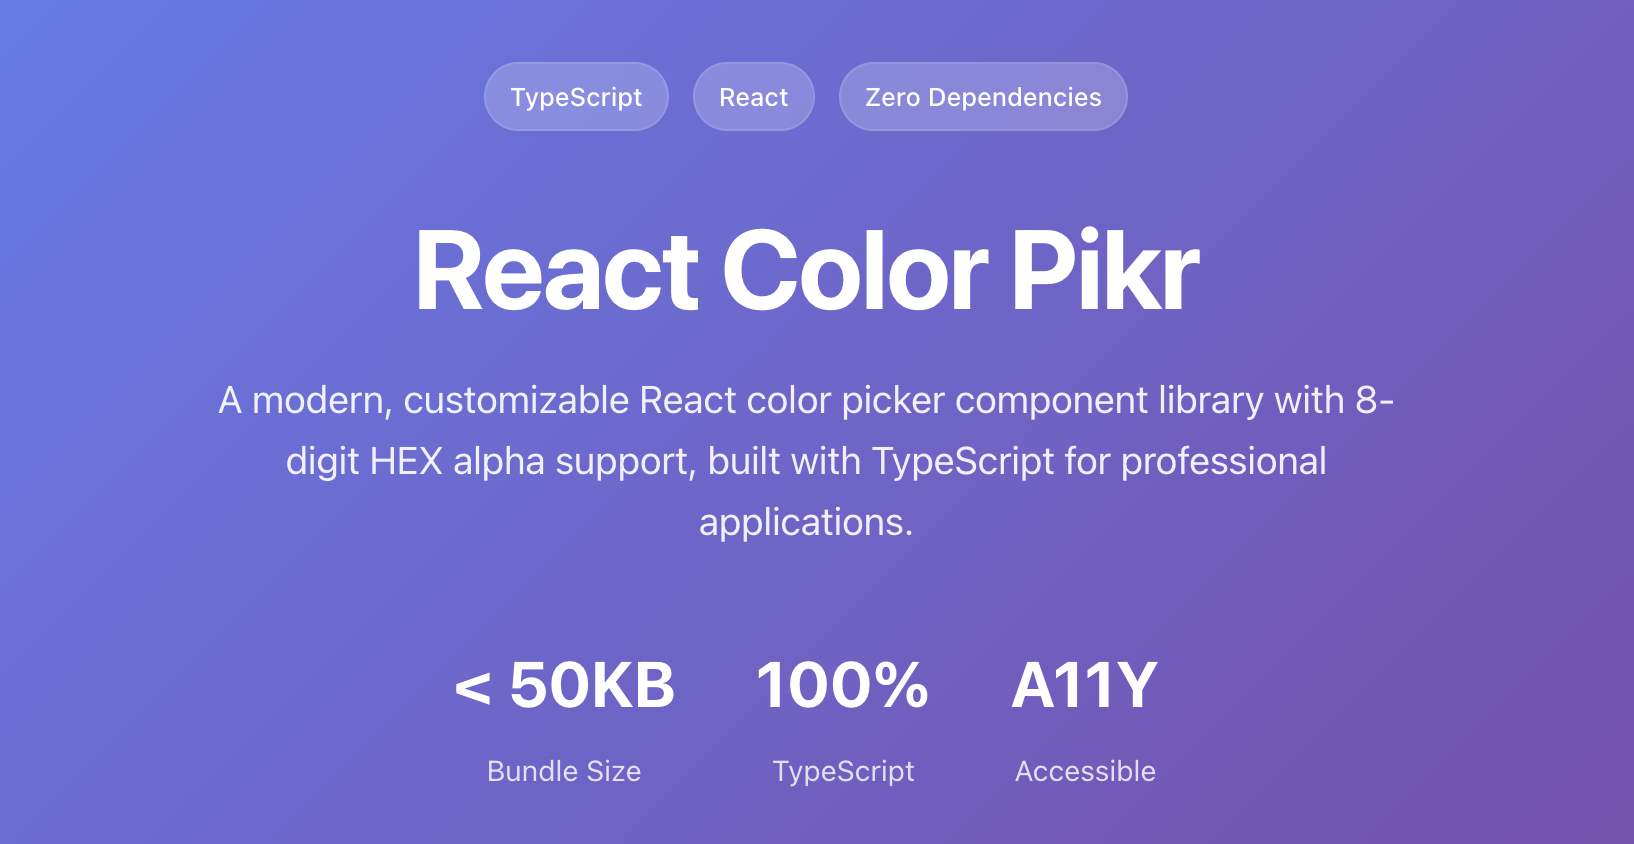 TypeScript React Zero Dependencies
React Color Pikr
A modern, customizable React color picker component library with 8-
digit HEX alpha support, built with TypeScript for professional
applications.
< 50KB 100% A11Y
Bundle Size TypeScript Accessible